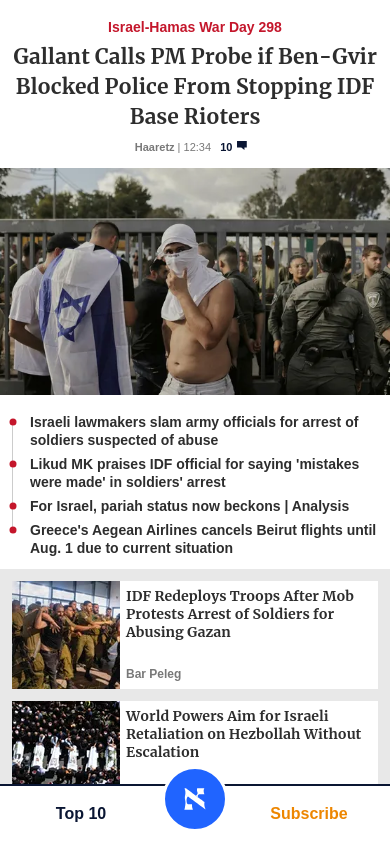 Israel-Hamas War Day 298
Gallant Calls PM Probe if Ben-Gvir
Blocked Police From Stopping IDF
Base Rioters
Haaretz | 12:34 10
Israeli lawmakers slam army officials for arrest of
soldiers suspected of abuse
Likud MK praises IDF official for saying 'mistakes
were made' in soldiers' arrest
For Israel, pariah status now beckons | Analysis
Greece's Aegean Airlines cancels Beirut flights until
Aug. 1 due to current situation
IDF Redeploys Troops After Mob
Protests Arrest of Soldiers for
Abusing Gazan
Bar Peleg
World Powers Aim for Israeli
Retaliation on Hezbollah Without
Escalation
Top 10
א
Subscribe